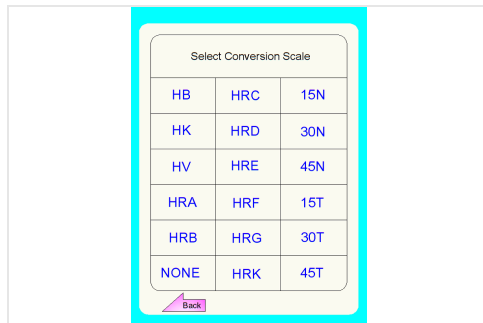 Select Conversion Scale
HB HRC 15N
HK HRD 30N
HV HRE 45N
HRA HRF 15T
HRB HRG 30T
NONE HRK 45T
Back